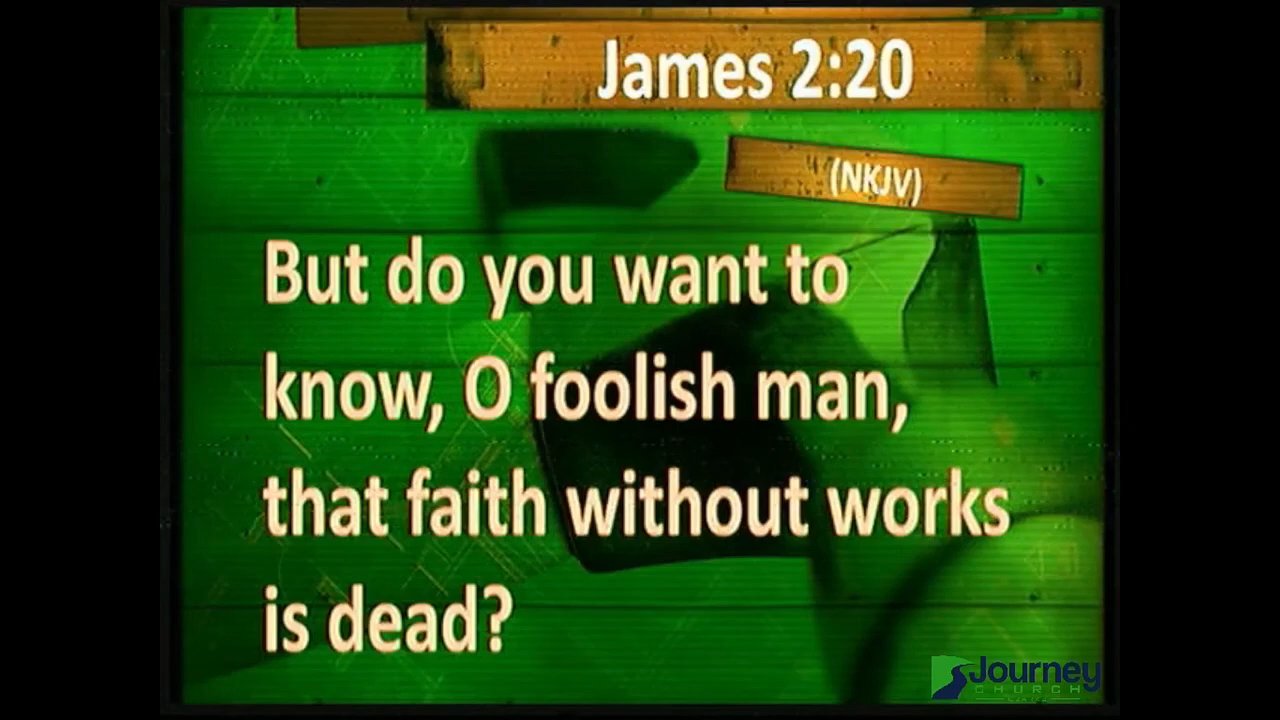 James 2:20
(NKJV)
But do you want to
know, O foolish man,
that faith without works
is dead?
Journey
CHURCH